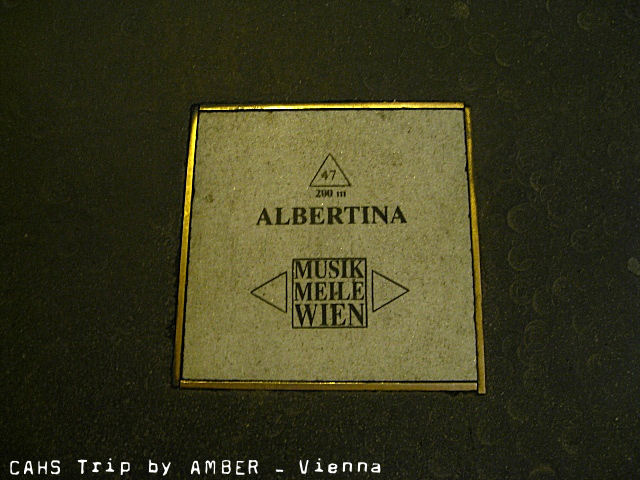 47
200 m
ALBERTINA
MUSIK
MEILE
WIEN
CAHS Trip by AMBER - Vienna